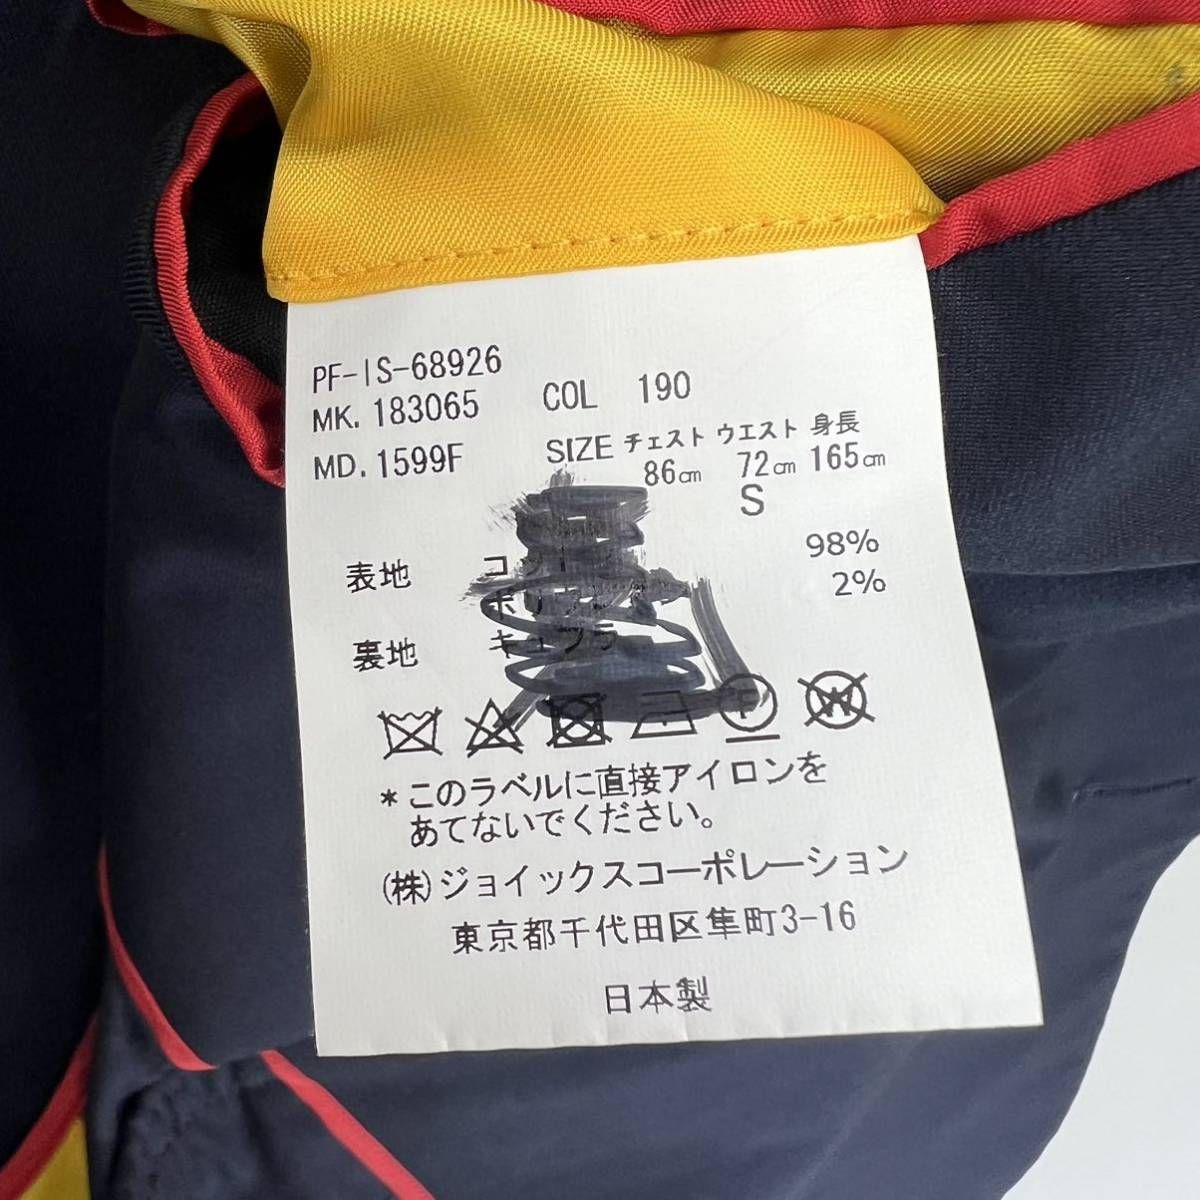 PF-IS-68926
MK. 183065 COL 190
MD. 1599F SIZE チェスト ウエスト 身長
86cm 72cm 165cm
S
表地 98%
2%
裏地 キュプラ
*このラベルに直接アイロンを
あてないでください。
(株)ジョイックスコーポレーション
東京都千代田区隼町3-16
日本製